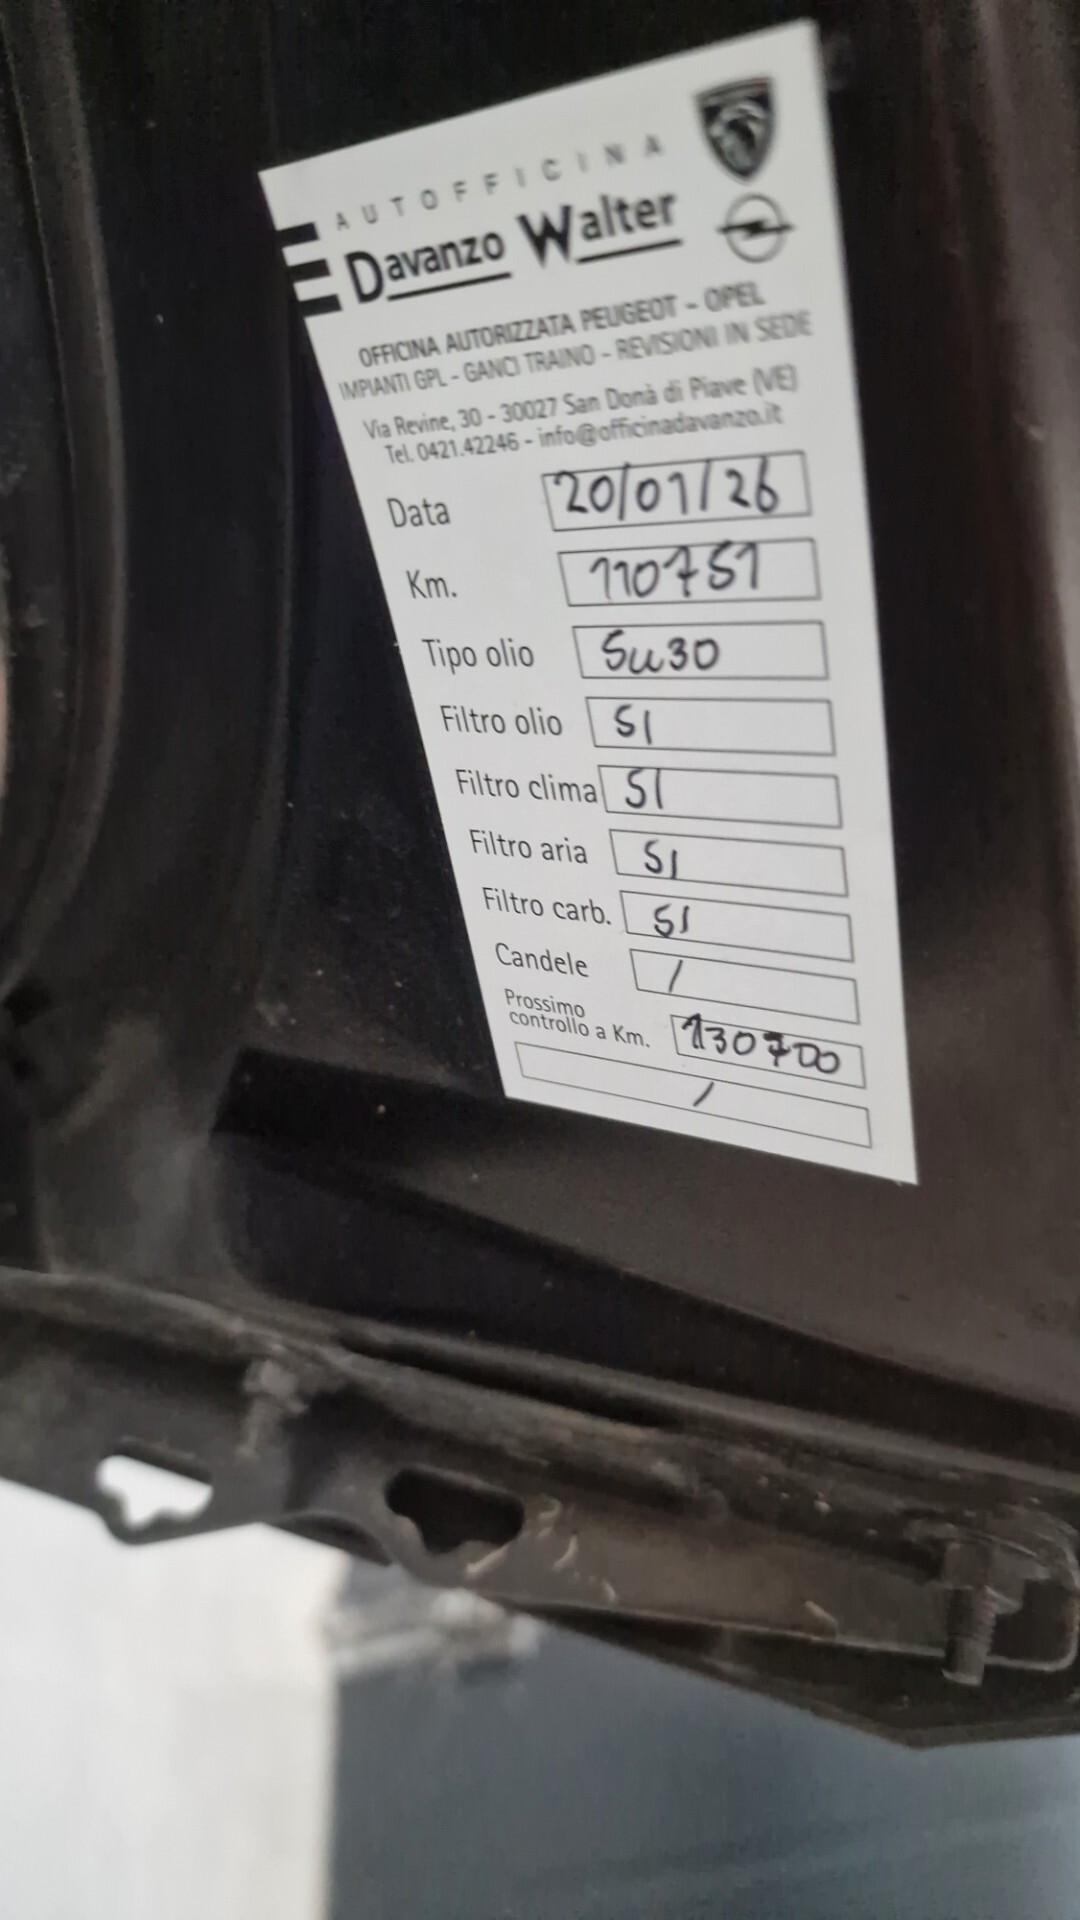 AUTOFFICINA
Davanzo Walter
OFFICINA AUTORIZZATA PEUGEOT - OPEL
IMPIANTI GPL - GANCI TRAINO - REVISIONI IN SEDE
Via Revine, 30 - 30027 San Donà di Piave (VE)
Tel. 0421.42246 - info@officinadavanzo.it
Data 20/01/26
Km. 110751
Tipo olio 5w30
Filtro olio SI
Filtro clima SI
Filtro aria SI
Filtro carb. SI
Candele /
Prossimo
controllo a Km. 130700
/